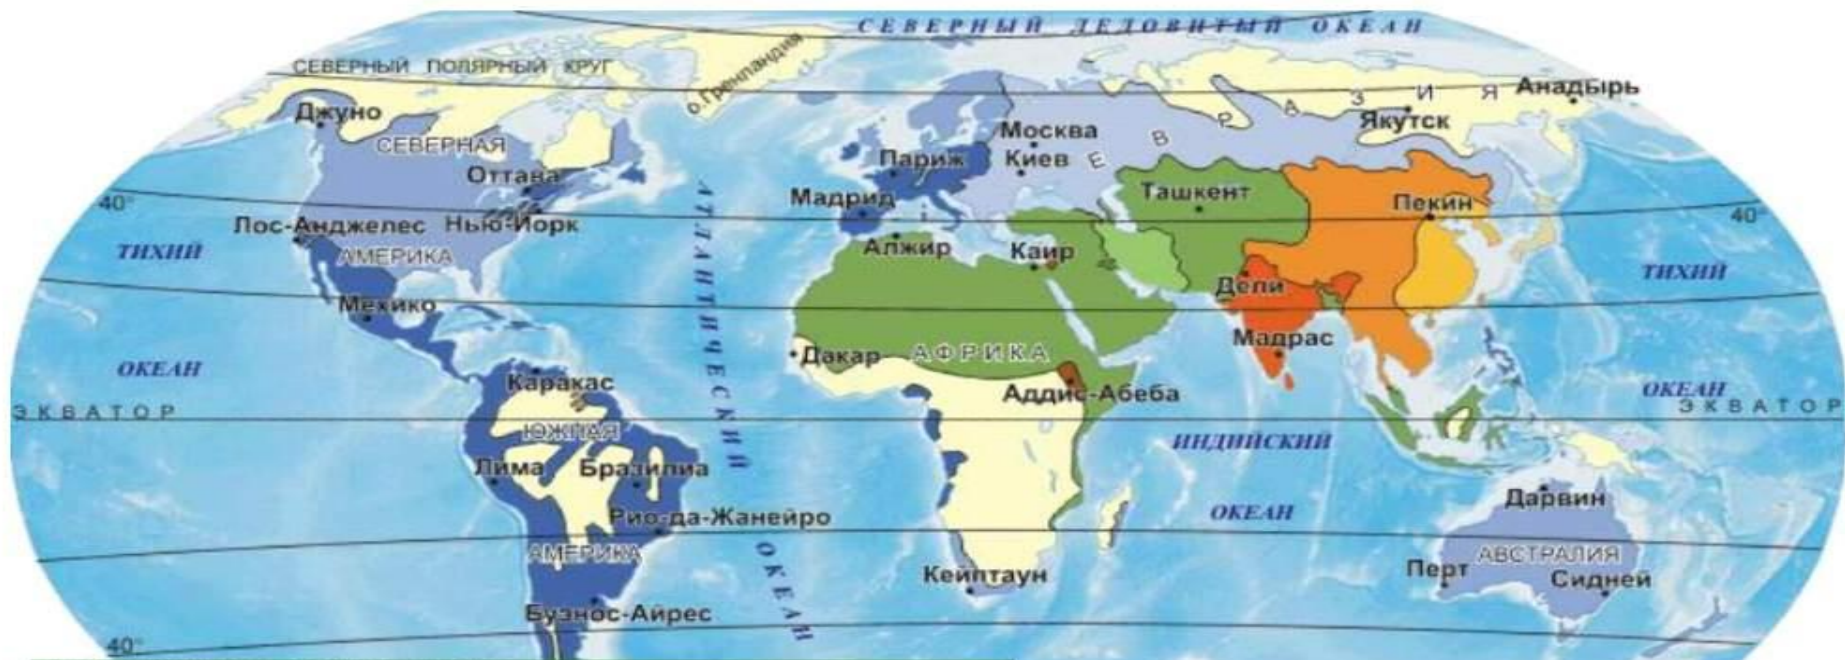 СЕВЕРНЫЙ ЛЕДОВИТЫЙ ОКЕАН
СЕВЕРНЫЙ ПОЛЯРНЫЙ КРУГ
о.Гренландия
Анадырь
ЕВРАЗИЯ
Джуно
Якутск
Москва
СЕВЕРНАЯ
Париж
Киев
Оттава
Ташкент
Мадрид
Пекин
40°
40°
Лос-Анджелес
Нью-Йорк
Алжир
Каир
ТИХИЙ
АМЕРИКА
ТИХИЙ
Дели
Мехико
АТЛАНТИЧЕСКИЙ
Мадрас
Дакар
АФРИКА
ОКЕАН
Каракас
Аддис-Абеба
ОКЕАН
ЭКВАТОР
ЭКВАТОР
ЮЖНАЯ
ИНДИЙСКИЙ
Лима
Бразилиа
Дарвин
Рио-да-Жанейро
ОКЕАН
АМЕРИКА
ОКЕАН
АВСТРАЛИЯ
Кейптаун
Перт
Сидней
Буэнос-Айрес
40°